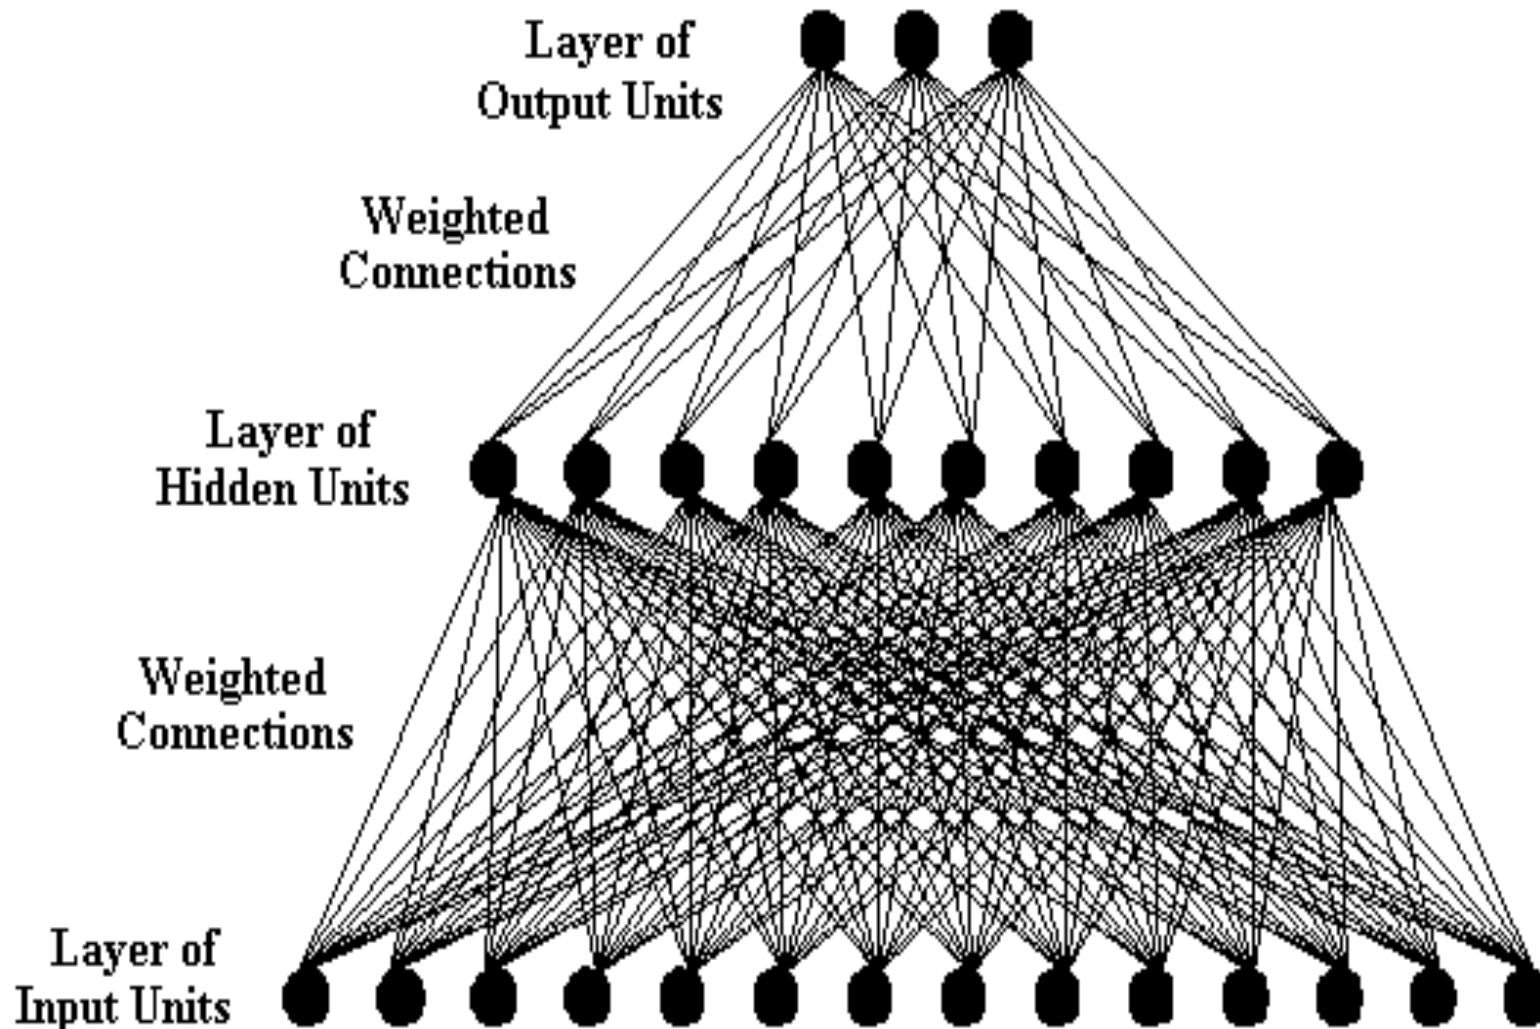 Layer of
Output Units
Weighted
Connections
Layer of
Hidden Units
Weighted
Connections
Layer of
Input Units